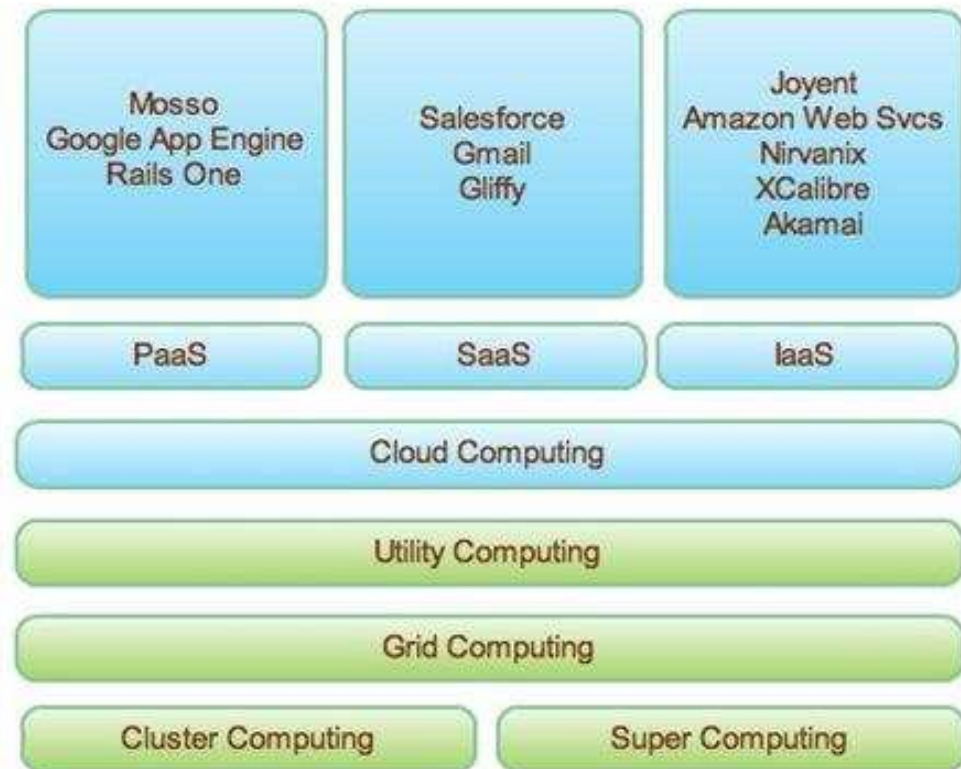 Mosso
Google App Engine
Rails One
Salesforce
Gmail
Gliffy
Joyent
Amazon Web Svcs
Nirvanix
XCalibre
Akamai
PaaS
SaaS
IaaS
Cloud Computing
Utility Computing
Grid Computing
Cluster Computing
Super Computing